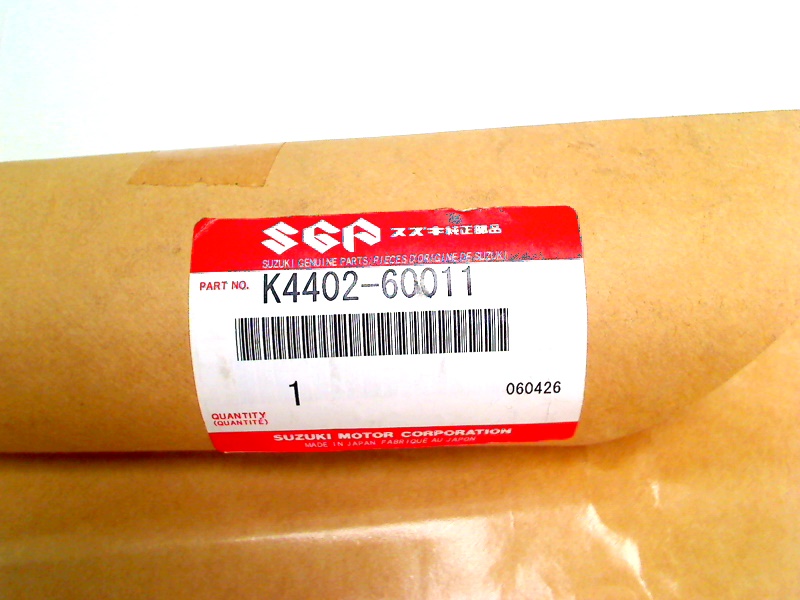 SGP スズキ純正部品
SUZUKI GENUINE PARTS/PIECES D'ORIGINE DE SUZUKI
PART NO. K4402-60011
1 060426
QUANTITY
(QUANTITÉ)
SUZUKI MOTOR CORPORATION
MADE IN JAPAN FABRIQUÉ AU JAPON